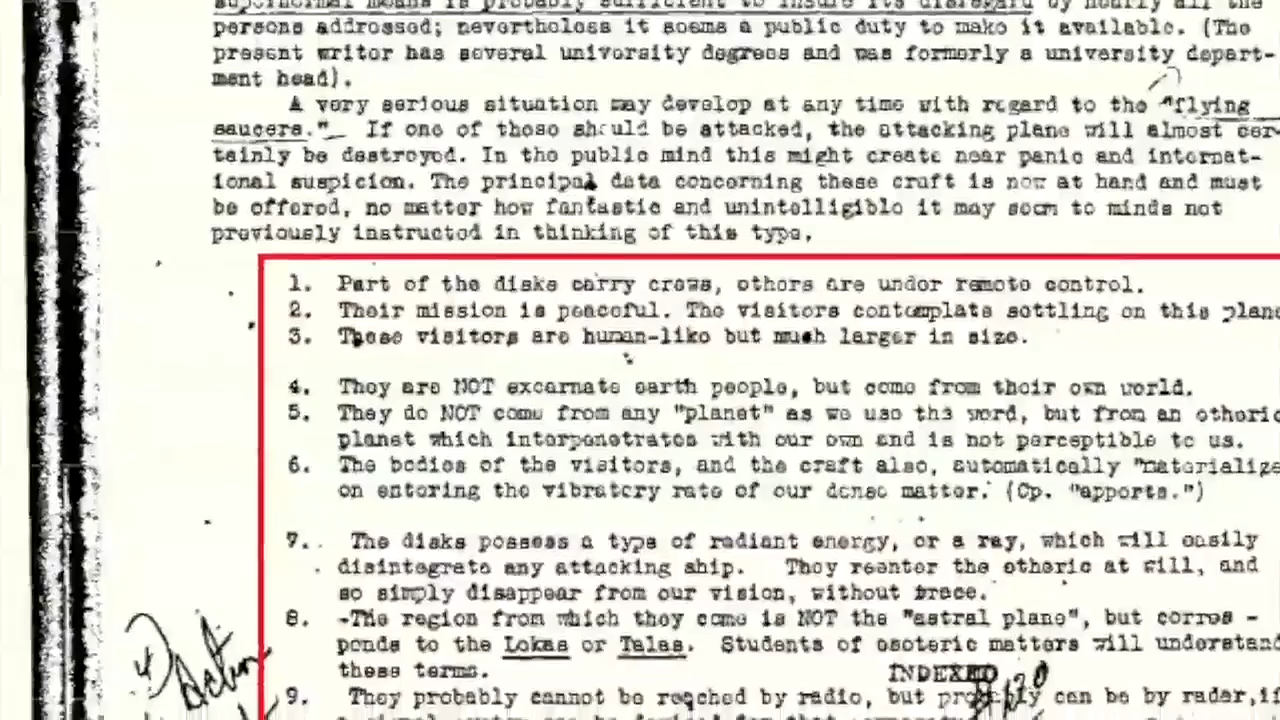 supernormal means is probably sufficient to insure its disregard by nearly all the
persons addressed; nevertheless it seems a public duty to make it available. (The
present writer has several university degrees and was formerly a university depart-
ment head).
A very serious situation may develop at any time with regard to the "flying
saucers." If one of these should be attacked, the attacking plane will almost cer
tainly be destroyed. In the public mind this might create near panic and internat-
ional suspicion. The principal data concerning these craft is now at hand and must
be offered, no matter how fantastic and unintelligible it may seem to minds not
previously instructed in thinking of this type.
1. Part of the disks carry crews, others are under remote control.
2. Their mission is peaceful. The visitors contemplate settling on this plane
3. These visitors are human-like but much larger in size.
4. They are NOT excarnate earth people, but come from their own world.
5. They do NOT come from any "planet" as we use the word, but from an etheric
planet which interpenetrates with our own and is not perceptible to us.
6. The bodies of the visitors, and the craft also, automatically "materialize
on entering the vibratory rate of our dense matter. (Cp. "apports.")
7. The disks possess a type of radiant energy, or a ray, which will easily
disintegrate any attacking ship. They reenter the etheric at will, and
so simply disappear from our vision, without trace.
8. -The region from which they come is NOT the "astral plane", but corres -
ponds to the Lokas or Talas. Students of esoteric matters will understand
these terms. INDEXED
Action
9. They probably cannot be reached by radio, but probably can be by radar, if
a signal system can be devised for that